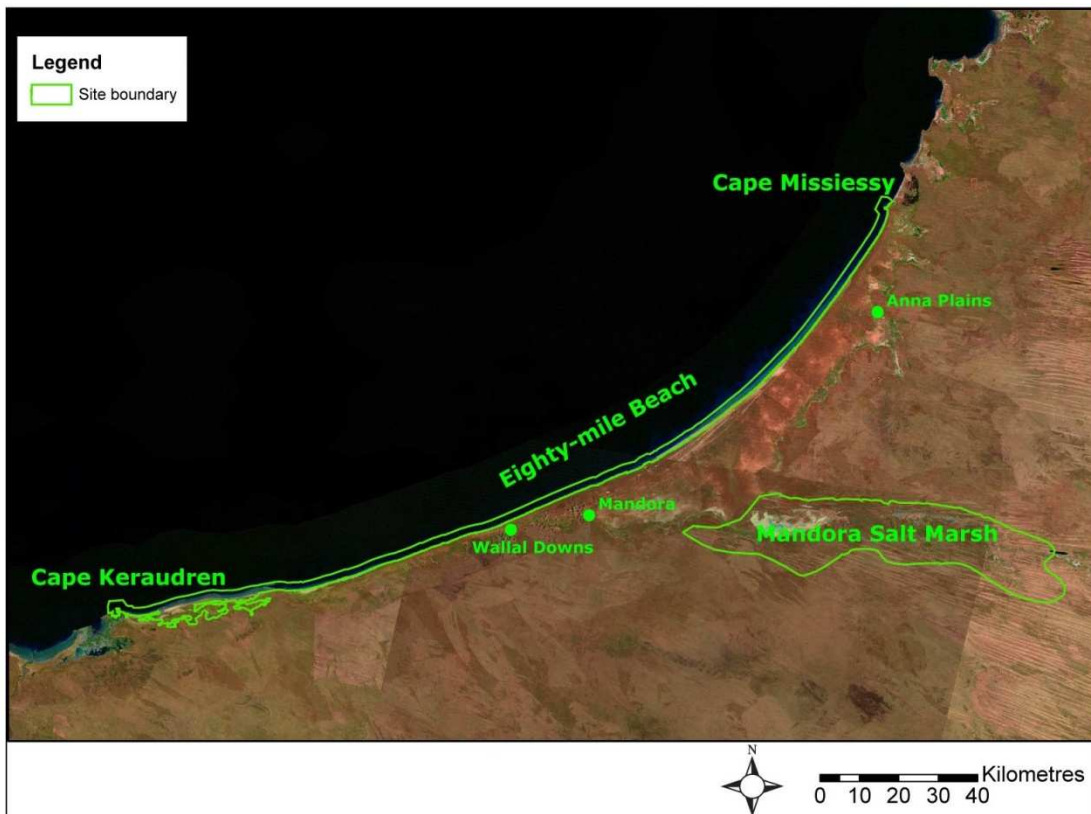 Legend
Site boundary
Cape Missiessy
Anna Plains
Eighty-mile Beach
Mandora
Mandora Salt Marsh
Wallal Downs
Cape Keraudren
N
Kilometres
0 10 20 30 40